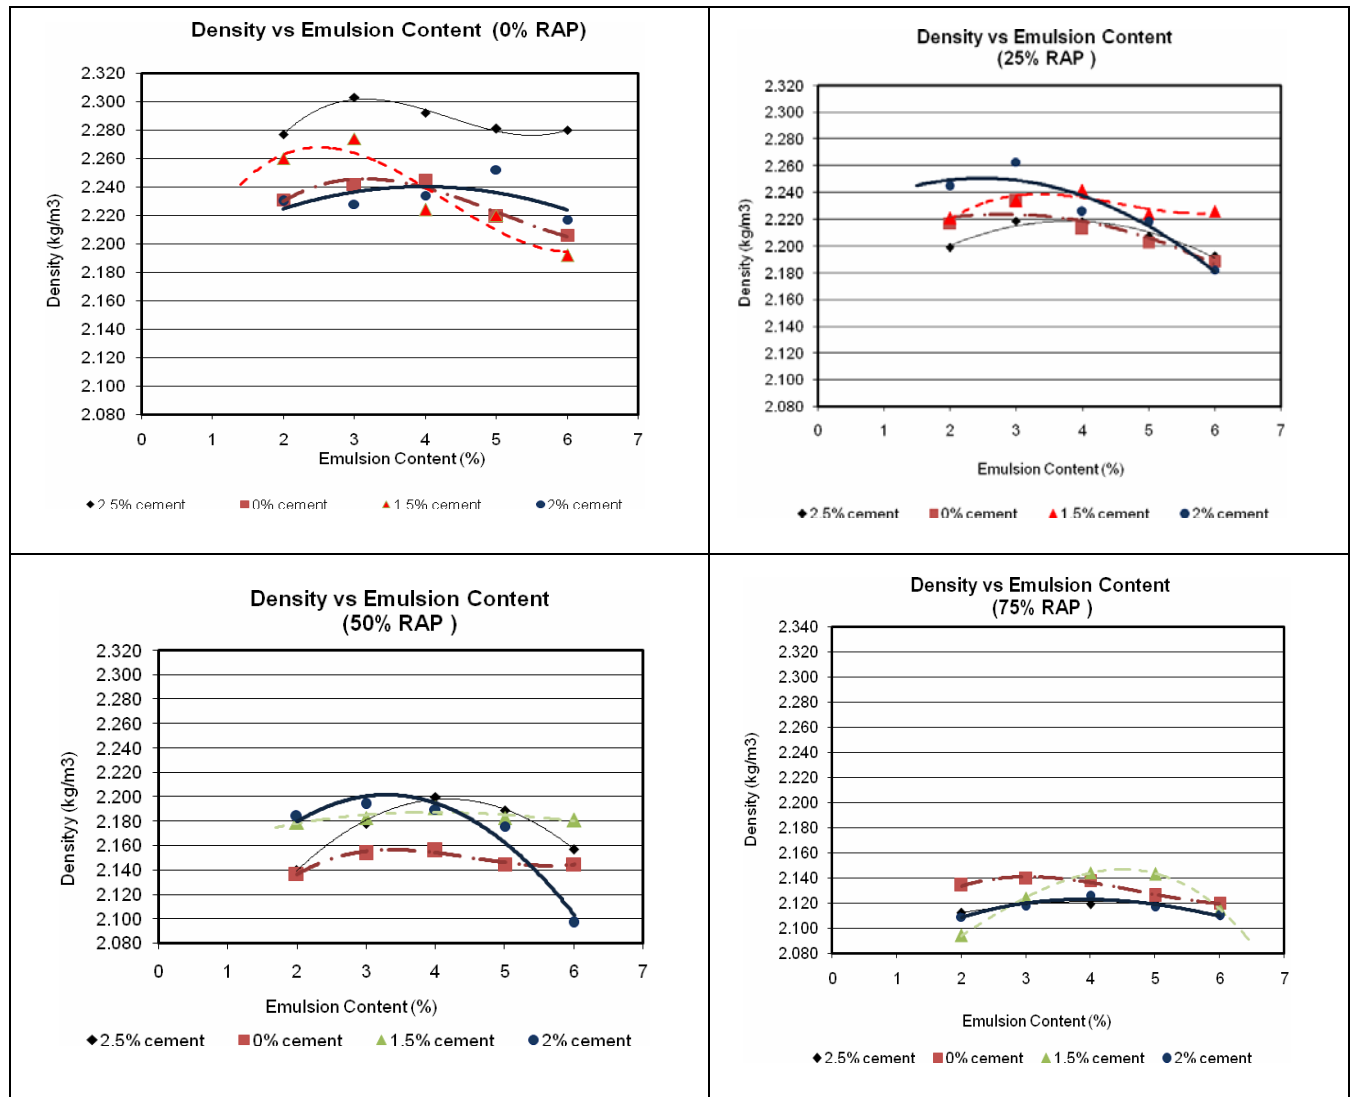 Density vs Emulsion Content (0% RAP)
2.320
2.300
2.280
2.260
2.240
2.220
2.200
2.180
2.160
2.140
2.120
2.100
2.080
Density (kg/m3)
0 1 2 3 4 5 6 7
Emulsion Content (%)
2.5% cement 0% cement 1.5% cement 2% cement
Density vs Emulsion Content
(25% RAP )
2.320
2.300
2.280
2.260
2.240
2.220
2.200
2.180
2.160
2.140
2.120
2.100
2.080
Density (kg/m3)
0 1 2 3 4 5 6 7
Emulsion Content (%)
2.5% cement 0% cement 1.5% cement 2% cement
Density vs Emulsion Content
(50% RAP )
2.320
2.300
2.280
2.260
2.240
2.220
2.200
2.180
2.160
2.140
2.120
2.100
2.080
Densityy (kg/m3)
0 1 2 3 4 5 6 7
Emulsion Content (%)
2.5% cement 0% cement 1.5% cement 2% cement
Density vs Emulsion Content
(75% RAP )
2.340
2.320
2.300
2.280
2.260
2.240
2.220
2.200
2.180
2.160
2.140
2.120
2.100
2.080
Density (kg/m3)
0 1 2 3 4 5 6 7
Emulsion Content (%)
2.5% cement 0% cement 1.5% cement 2% cement